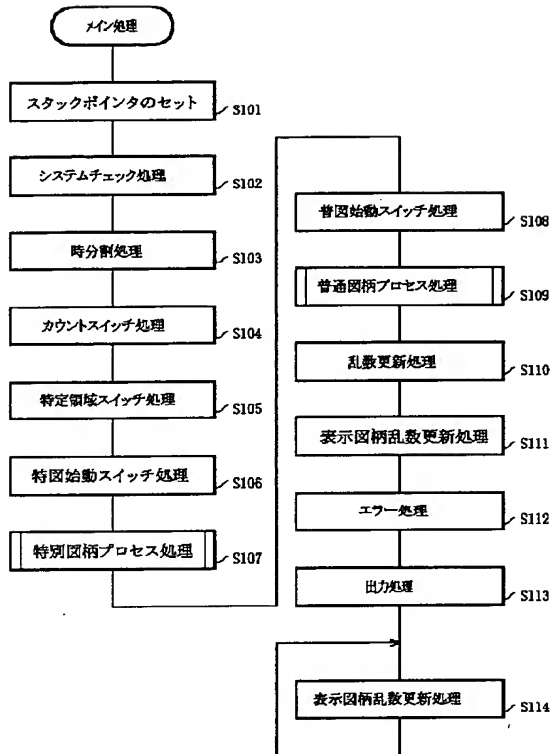 メイン処理
スタックポインタのセット
S101
システムチェック処理
S102
時分割処理
S103
カウントスイッチ処理
S104
特定領域スイッチ処理
S105
特図始動スイッチ処理
S106
特別図柄プロセス処理
S107
普図始動スイッチ処理
S108
普通図柄プロセス処理
S109
乱数更新処理
S110
表示図柄乱数更新処理
S111
エラー処理
S112
出力処理
S113
表示図柄乱数更新処理
S114